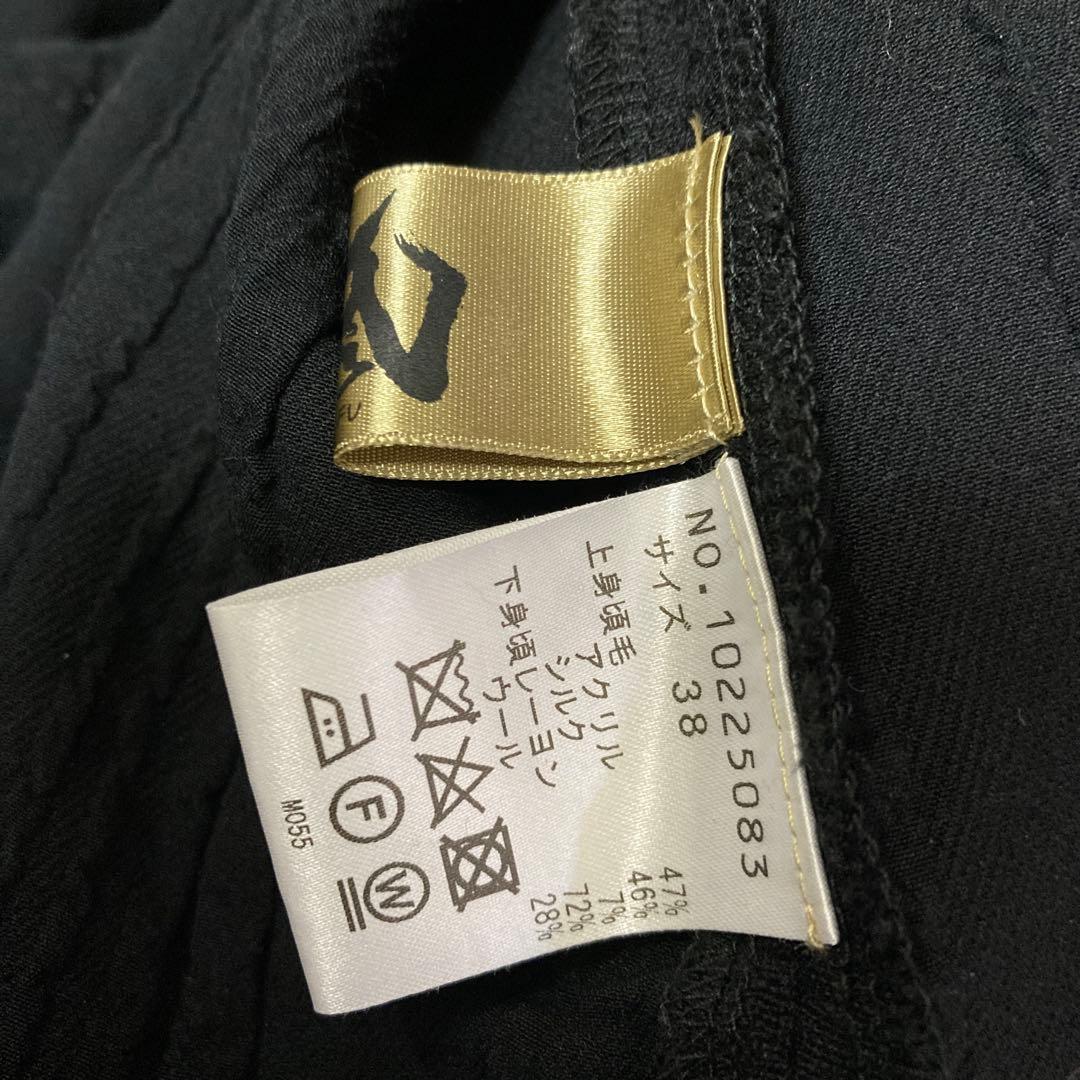 FU
NO.10225083
サイズ 38
上身頃毛 47%
アクリル 46%
シルク 7%
下身頃レーヨン 72%
ウール 28%
F
W
M055